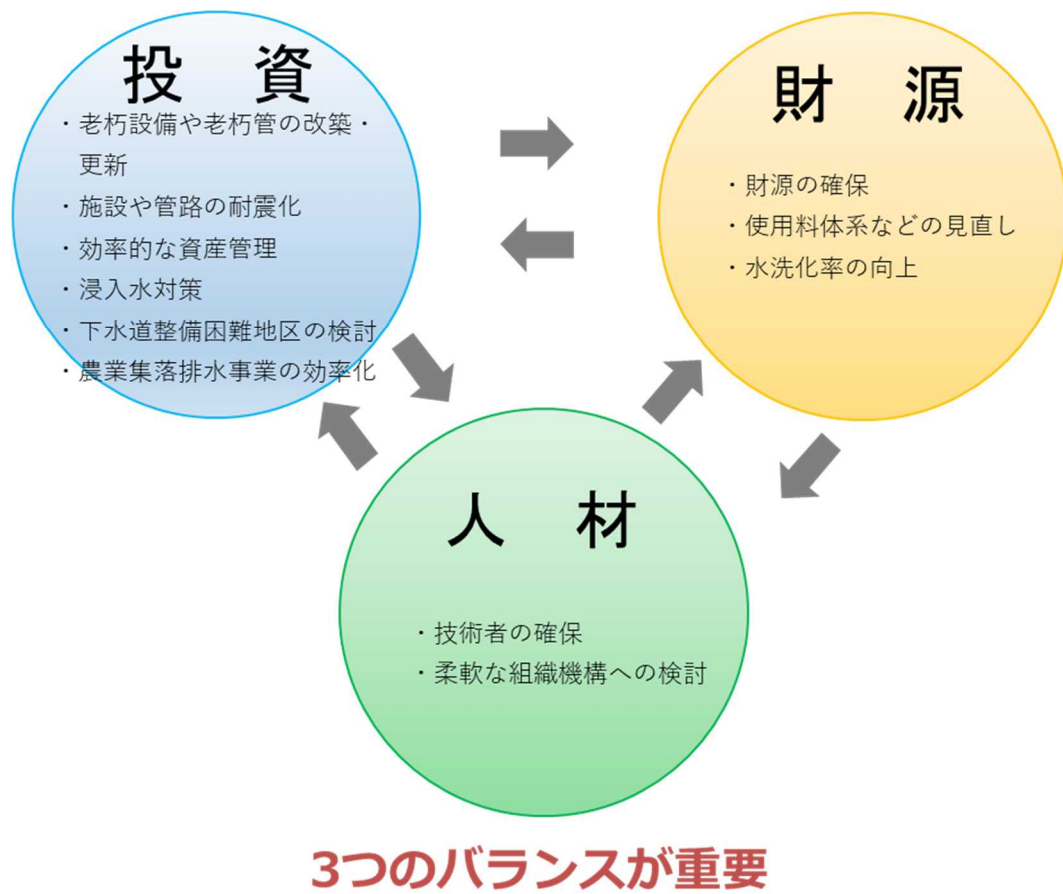 投 資
・老朽設備や老朽管の改築・
更新
・施設や管路の耐震化
・効率的な資産管理
・浸入水対策
・下水道整備困難地区の検討
・農業集落排水事業の効率化
財 源
・財源の確保
・使用料体系などの見直し
・水洗化率の向上
人 材
・技術者の確保
・柔軟な組織機構への検討
3つのバランスが重要